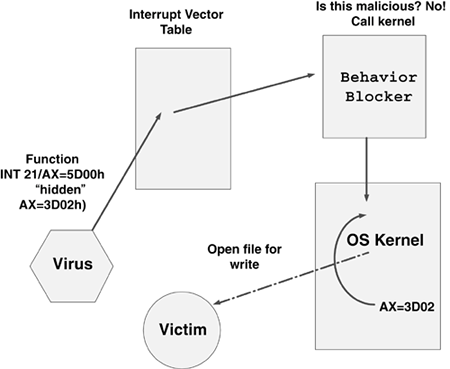 Interrupt Vector
Table
Is this malicious? No!
Call kernel
Behavior
Blocker
Function
INT 21/AX=5D00h
“hidden”
AX=3D02h)
Virus
Open file for
write
OS Kernel
AX=3D02
Victim